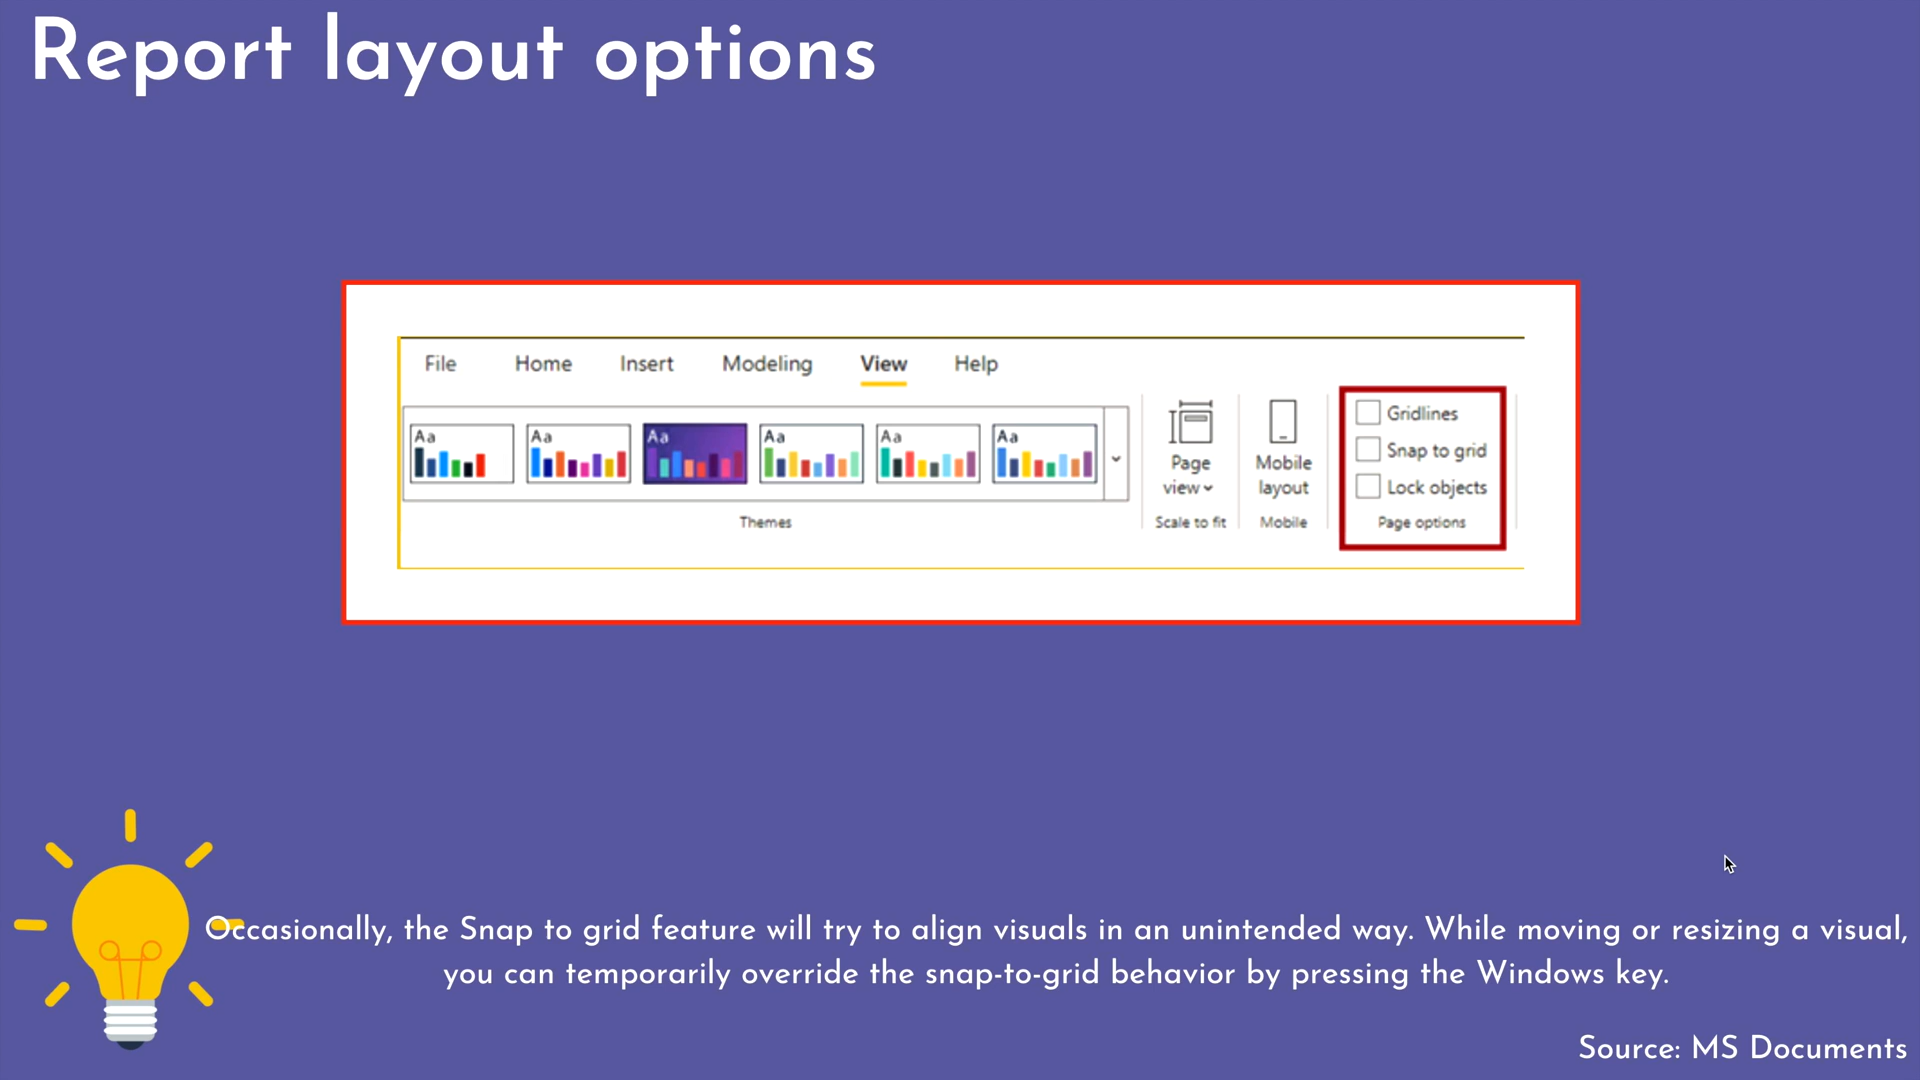 Report layout options
File Home Insert Modeling View Help
Aa Aa Aa Aa Aa Aa
Page view
Mobile layout
Gridlines
Snap to grid
Lock objects
Themes Scale to fit Mobile Page options
Occasionally, the Snap to grid feature will try to align visuals in an unintended way. While moving or resizing a visual,
you can temporarily override the snap-to-grid behavior by pressing the Windows key.
Source: MS Documents